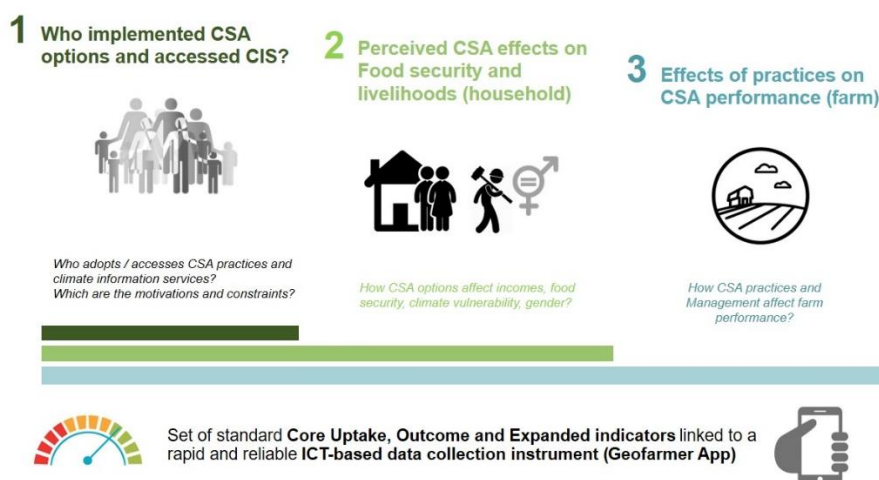 1 Who implemented CSA
options and accessed CIS?
2 Perceived CSA effects on
Food security and
livelihoods (household)
3 Effects of practices on
CSA performance (farm)
Who adopts / accesses CSA practices and
climate information services?
Which are the motivations and constraints?
How CSA options affect incomes, food
security, climate vulnerability, gender?
How CSA practices and
Management affect farm
performance?
Set of standard Core Uptake, Outcome and Expanded indicators linked to a
rapid and reliable ICT-based data collection instrument (Geofarmer App)